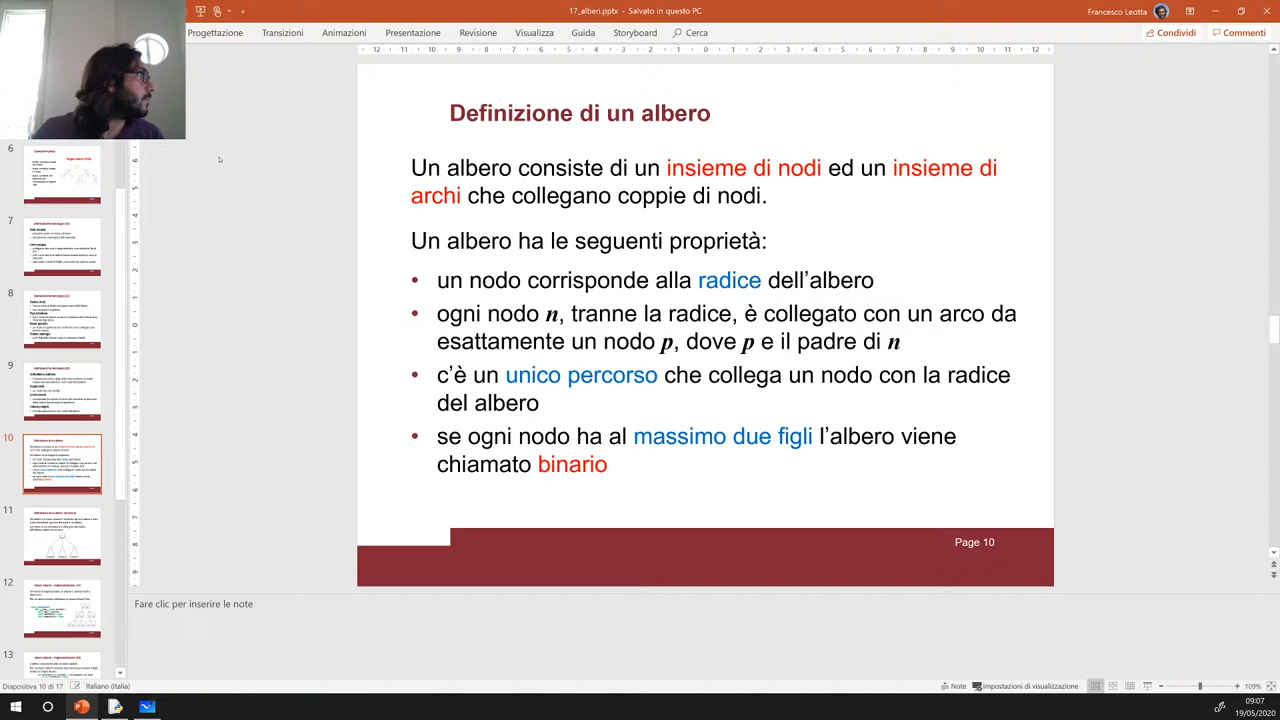 17_alberi.pptx - Salvato in questo PC
Francesco Leotta
Progettazione Transizioni Animazioni Presentazione Revisione Visualizza Guida Storyboard Cerca
Condividi Commenti
Definizione di un albero
Un albero consiste di un insieme di nodi ed un insieme di
archi che collegano coppie di nodi.
Un albero ha le seguenti proprietà:
• un nodo corrisponde alla radice dell'albero
• ogni nodo n, tranne la radice, è collegato con un arco da
esattamente un nodo p, dove p e il padre di n
• c'è un unico percorso che collega un nodo con la radice
del albero
• se ogni nodo ha al massimo due figli l'albero viene
chiamato binario
Page 10
6
7
10
11
12
13
Fare clic per inserire le note
Diapositiva 10 di 17 Italiano (Italia)
Note Impostazioni di visualizzazione 109%
09:07
19/05/2020